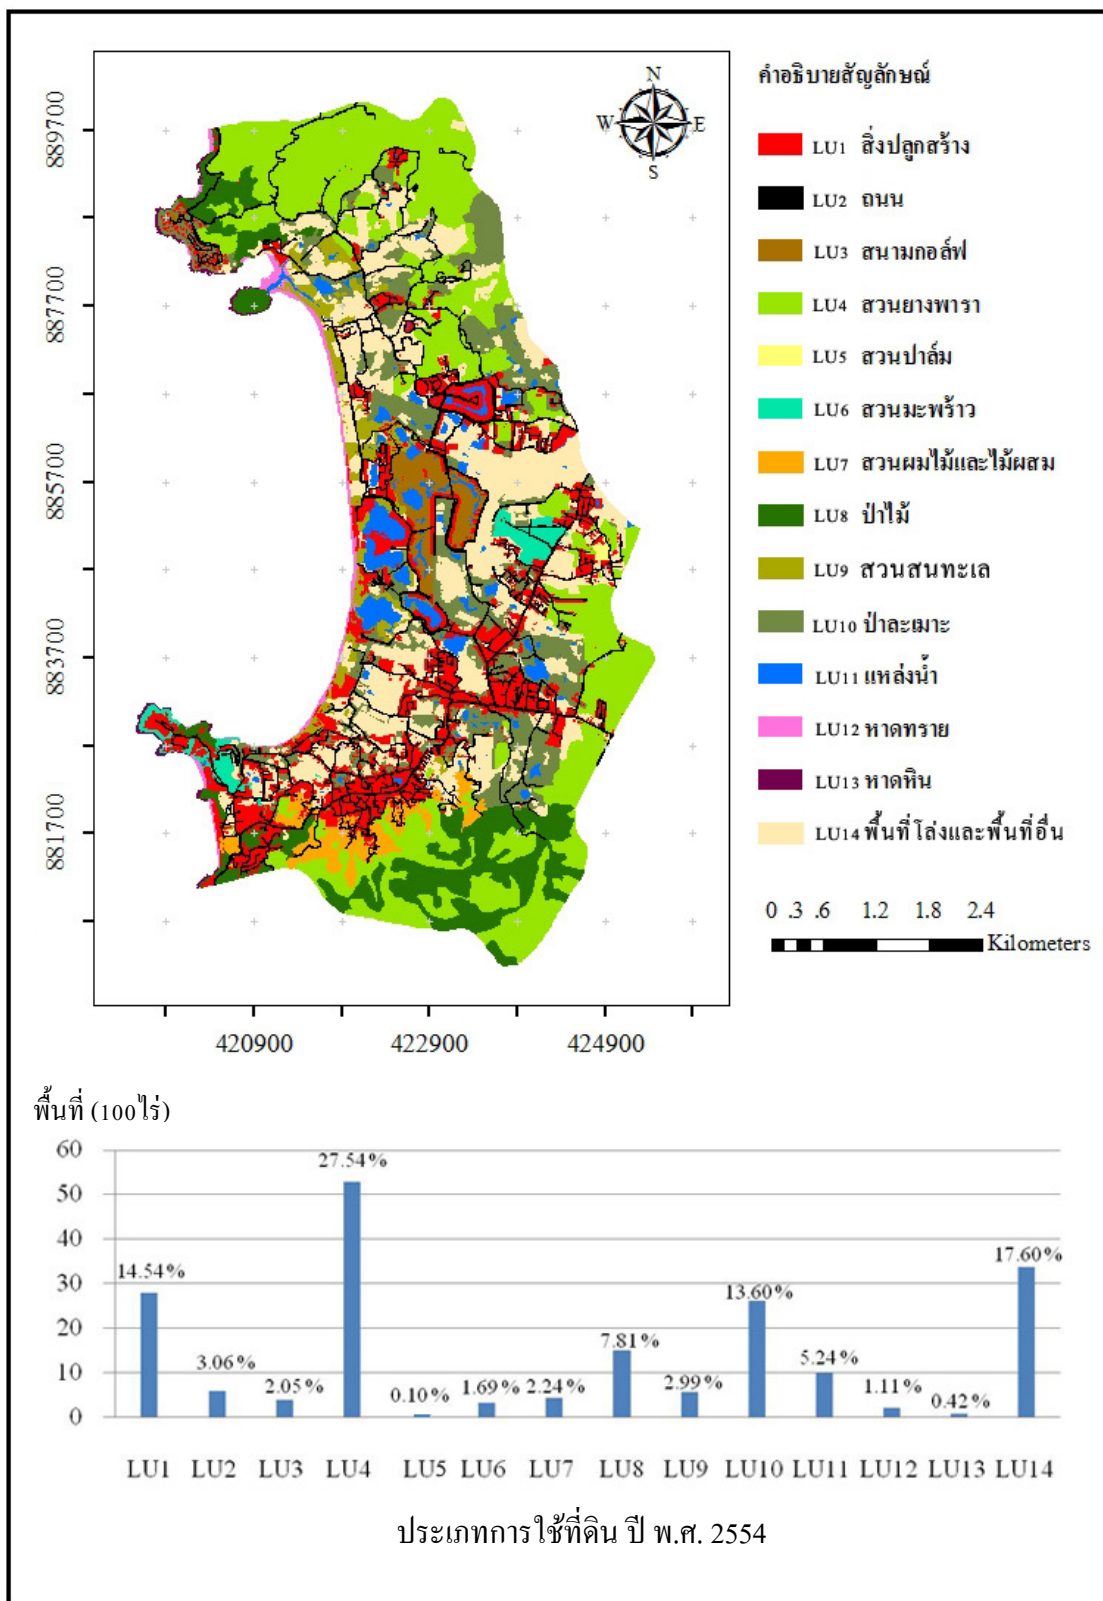 คำอธิบายสัญลักษณ์
N
W E
S
LU1 สิ่งปลูกสร้าง
LU2 ถนน
LU3 สนามกอล์ฟ
LU4 สวนยางพารา
LU5 สวนปาล์ม
LU6 สวนมะพร้าว
LU7 สวนผมไม้และไม้ผสม
LU8 ป่าไม้
LU9 สวนสนทะเล
LU10 ป่าละเมาะ
LU11 แหล่งน้ำ
LU12 หาดทราย
LU13 หาดหิน
LU14 พื้นที่โล่งและพื้นที่อื่น
0 .3 .6 1.2 1.8 2.4
Kilometers
889700
887700
885700
883700
881700
420900 422900 424900
พื้นที่ (100ไร่)
60
50
40
30
20
10
0
14.54%
3.06%
2.05%
27.54%
0.10%
1.69%
2.24%
7.81%
2.99%
13.60%
5.24%
1.11%
0.42%
17.60%
LU1 LU2 LU3 LU4 LU5 LU6 LU7 LU8 LU9 LU10 LU11 LU12 LU13 LU14
ประเภทการใช้ที่ดิน ปี พ.ศ. 2554